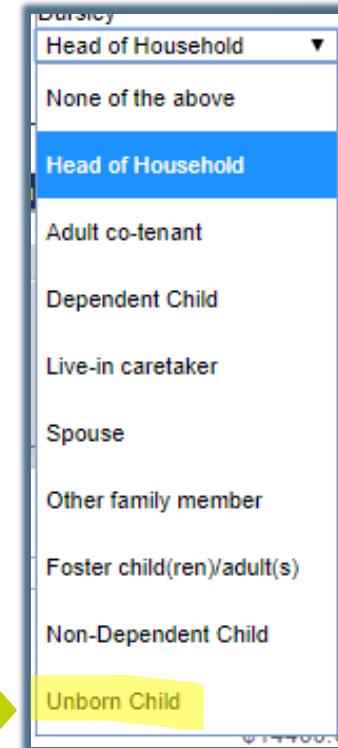 Dursley
Head of Household ▼
None of the above
Head of Household
Adult co-tenant
Dependent Child
Live-in caretaker
Spouse
Other family member
Foster child(ren)/adult(s)
Non-Dependent Child
Unborn Child